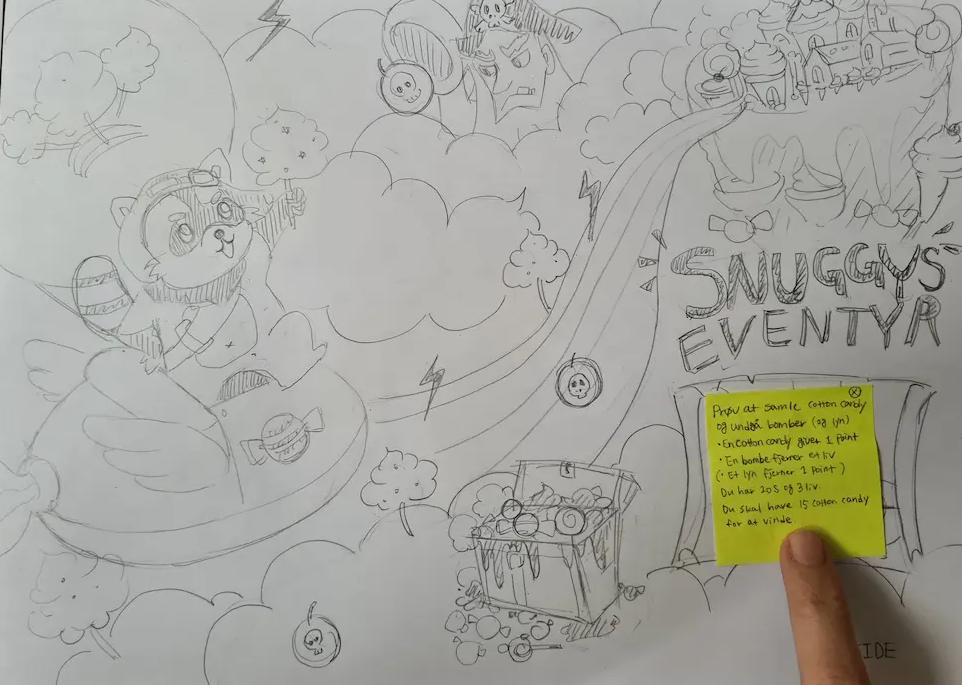 SNUGGYS
EVENTYR
Prøv at samle cotton candy
og undgå bomber (og lyn)
• En cotton candy giver 1 point
• En bombe fjerner et liv
(• Et lyn fjerner 1 point)
Du har 20 s og 3 liv.
Du skal have 15 cotton candy
for at vinde.
IDE